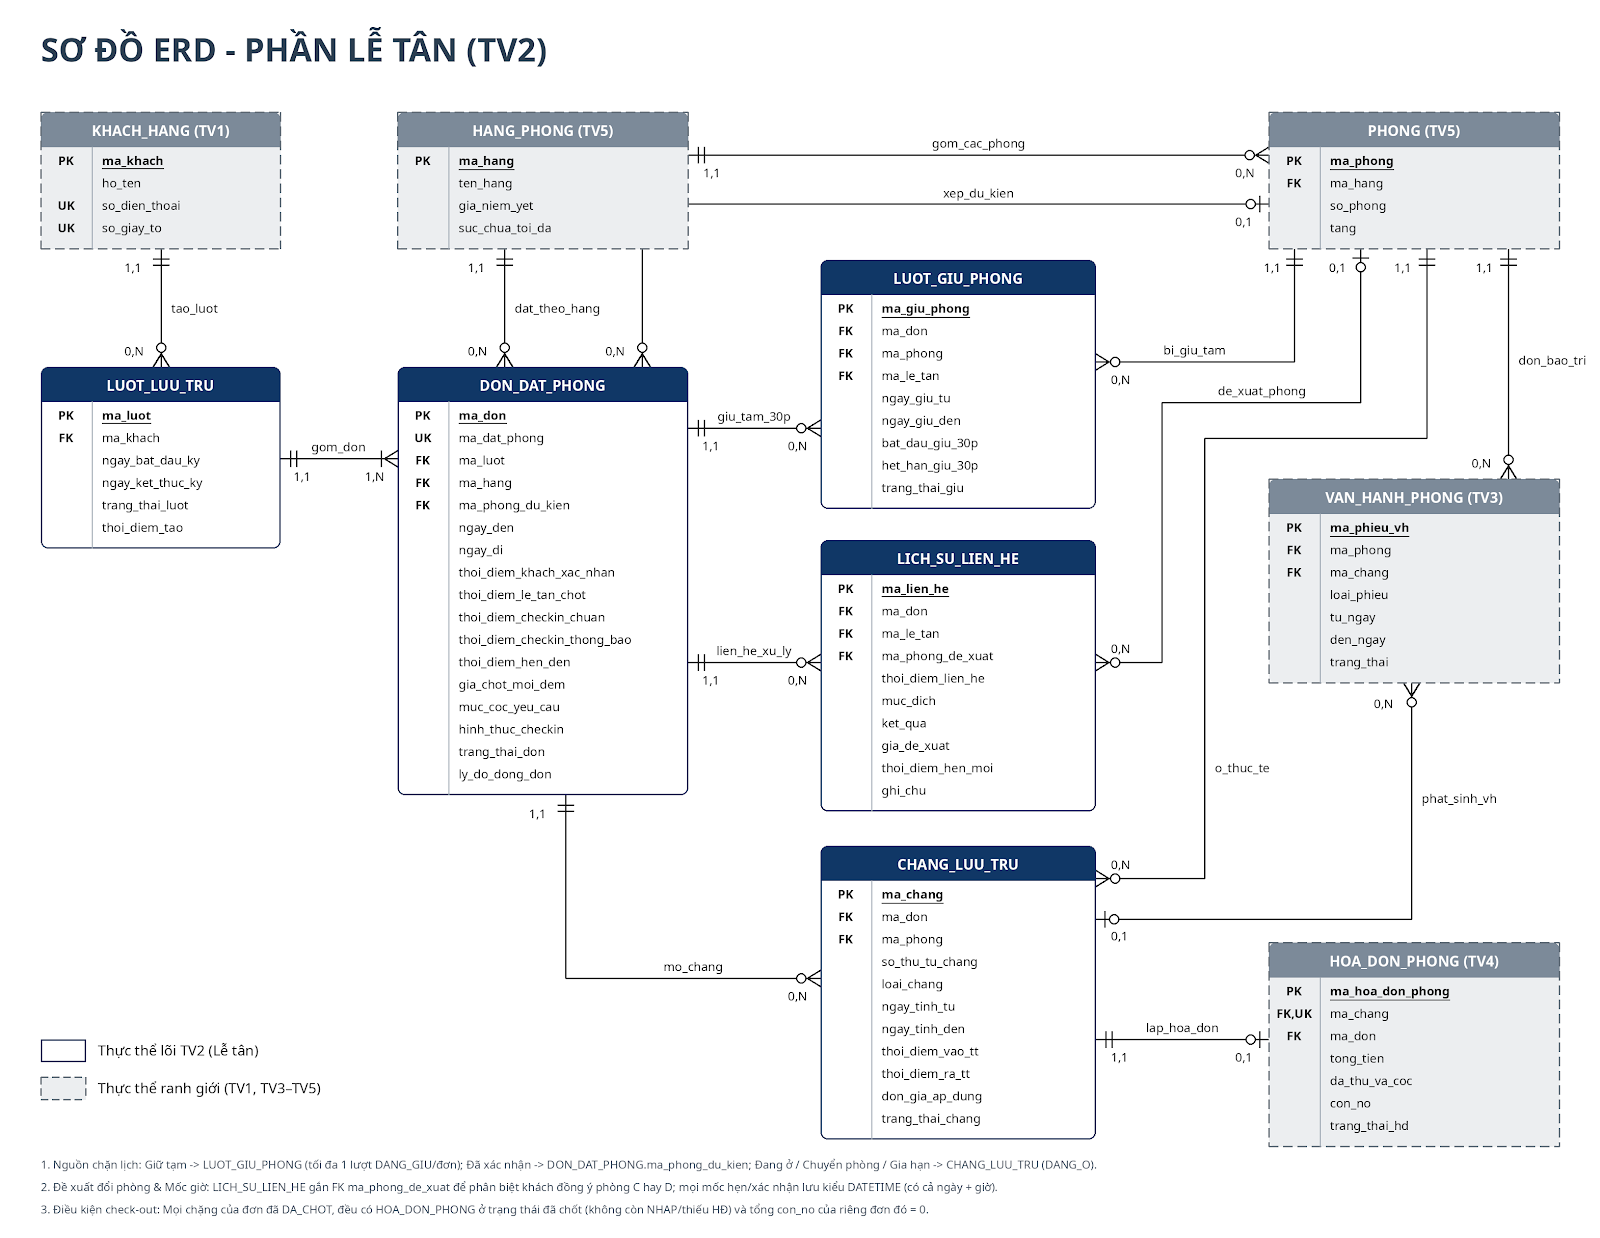 SƠ ĐỒ ERD - PHẦN LỄ TÂN (TV2)
KHACH_HANG (TV1)
PK ma_khach
ho_ten
UK so_dien_thoai
UK so_giay_to
HANG_PHONG (TV5)
PK ma_hang
ten_hang
gia_niem_yet
suc_chua_toi_da
gom_cac_phong
1,1
0,N
xep_du_kien
0,1
PHONG (TV5)
PK ma_phong
FK ma_hang
so_phong
tang
1,1
tao_luot
0,N
1,1
dat_theo_hang
0,N
0,N
1,1
0,1
1,1
1,1
LUOT_GIU_PHONG
PK ma_giu_phong
FK ma_don
FK ma_phong
FK ma_le_tan
ngay_giu_tu
ngay_giu_den
bat_dau_giu_30p
het_han_giu_30p
trang_thai_giu
bi_giu_tam
0,N
de_xuat_phong
don_bao_tri
0,N
LUOT_LUU_TRU
PK ma_luot
FK ma_khach
ngay_bat_dau_ky
ngay_ket_thuc_ky
trang_thai_luot
thoi_diem_tao
gom_don
1,1
1,N
DON_DAT_PHONG
PK ma_don
UK ma_dat_phong
FK ma_luot
FK ma_hang
FK ma_phong_du_kien
ngay_den
ngay_di
thoi_diem_khach_xac_nhan
thoi_diem_le_tan_chot
thoi_diem_checkin_chuan
thoi_diem_checkin_thong_bao
thoi_diem_hen_den
gia_chot_moi_dem
muc_coc_yeu_cau
hinh_thuc_checkin
trang_thai_don
ly_do_dong_don
giu_tam_30p
1,1
0,N
lien_he_xu_ly
1,1
0,N
LICH_SU_LIEN_HE
PK ma_lien_he
FK ma_don
FK ma_le_tan
FK ma_phong_de_xuat
thoi_diem_lien_he
muc_dich
ket_qua
gia_de_xuat
thoi_diem_hen_moi
ghi_chu
0,N
VAN_HANH_PHONG (TV3)
PK ma_phieu_vh
FK ma_phong
FK ma_chang
loai_phieu
tu_ngay
den_ngay
trang_thai
0,N
o_thuc_te
phat_sinh_vh
1,1
mo_chang
0,N
CHANG_LUU_TRU
PK ma_chang
FK ma_don
FK ma_phong
so_thu_tu_chang
loai_chang
ngay_tinh_tu
ngay_tinh_den
thoi_diem_vao_tt
thoi_diem_ra_tt
don_gia_ap_dung
trang_thai_chang
0,N
0,1
lap_hoa_don
1,1
0,1
HOA_DON_PHONG (TV4)
PK ma_hoa_don_phong
FK,UK ma_chang
FK ma_don
tong_tien
da_thu_va_coc
con_no
trang_thai_hd
Thực thể lõi TV2 (Lễ tân)
Thực thể ranh giới (TV1, TV3–TV5)
1. Nguồn chặn lịch: Giữ tạm -> LUOT_GIU_PHONG (tối đa 1 lượt DANG_GIU/đơn); Đã xác nhận -> DON_DAT_PHONG.ma_phong_du_kien; Đang ở / Chuyển phòng / Gia hạn -> CHANG_LUU_TRU (DANG_O).
2. Đề xuất đổi phòng & Mốc giờ: LICH_SU_LIEN_HE gắn FK ma_phong_de_xuat để phân biệt khách đồng ý phòng C hay D; mọi mốc hẹn/xác nhận lưu kiểu DATETIME (có cả ngày + giờ).
3. Điều kiện check-out: Mọi chặng của đơn đã DA_CHOT, đều có HOA_DON_PHONG ở trạng thái đã chốt (không còn NHAP/thiếu HĐ) và tổng con_no của riêng đơn đó = 0.